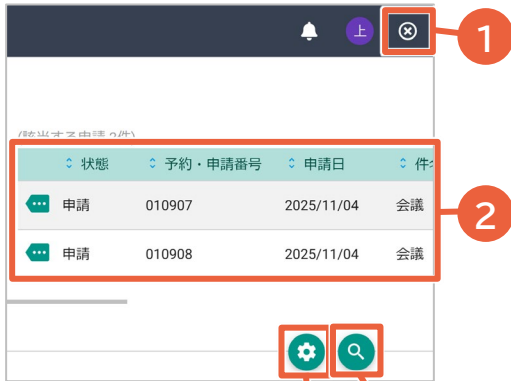 上
1
(該当する申請 2件)
状態 予約・申請番号 申請日 件
申請 010907 2025/11/04 会議
2
申請 010908 2025/11/04 会議